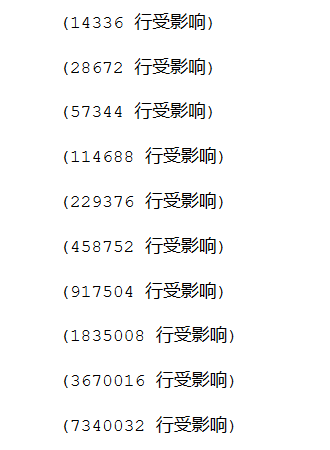 (14336 行受影响)
(28672 行受影响)
(57344 行受影响)
(114688 行受影响)
(229376 行受影响)
(458752 行受影响)
(917504 行受影响)
(1835008 行受影响)
(3670016 行受影响)
(7340032 行受影响)